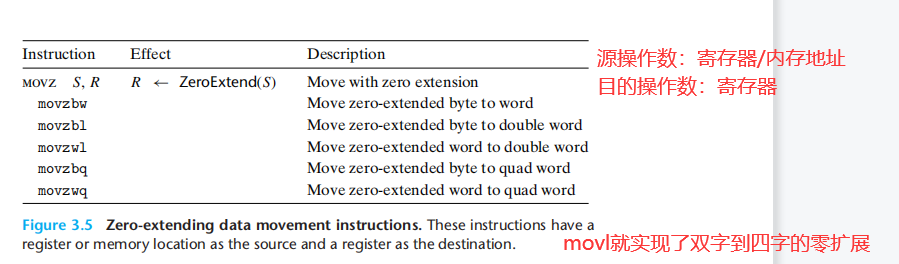 Instruction Effect Description
MOVZ S, R R ← ZeroExtend(S) Move with zero extension
movzbw Move zero-extended byte to word
movzbl Move zero-extended byte to double word
movzwl Move zero-extended word to double word
movzbq Move zero-extended byte to quad word
movzwq Move zero-extended word to quad word
源操作数：寄存器/内存地址
目的操作数：寄存器
Figure 3.5 Zero-extending data movement instructions. These instructions have a
register or memory location as the source and a register as the destination.
movl就实现了双字到四字的零扩展